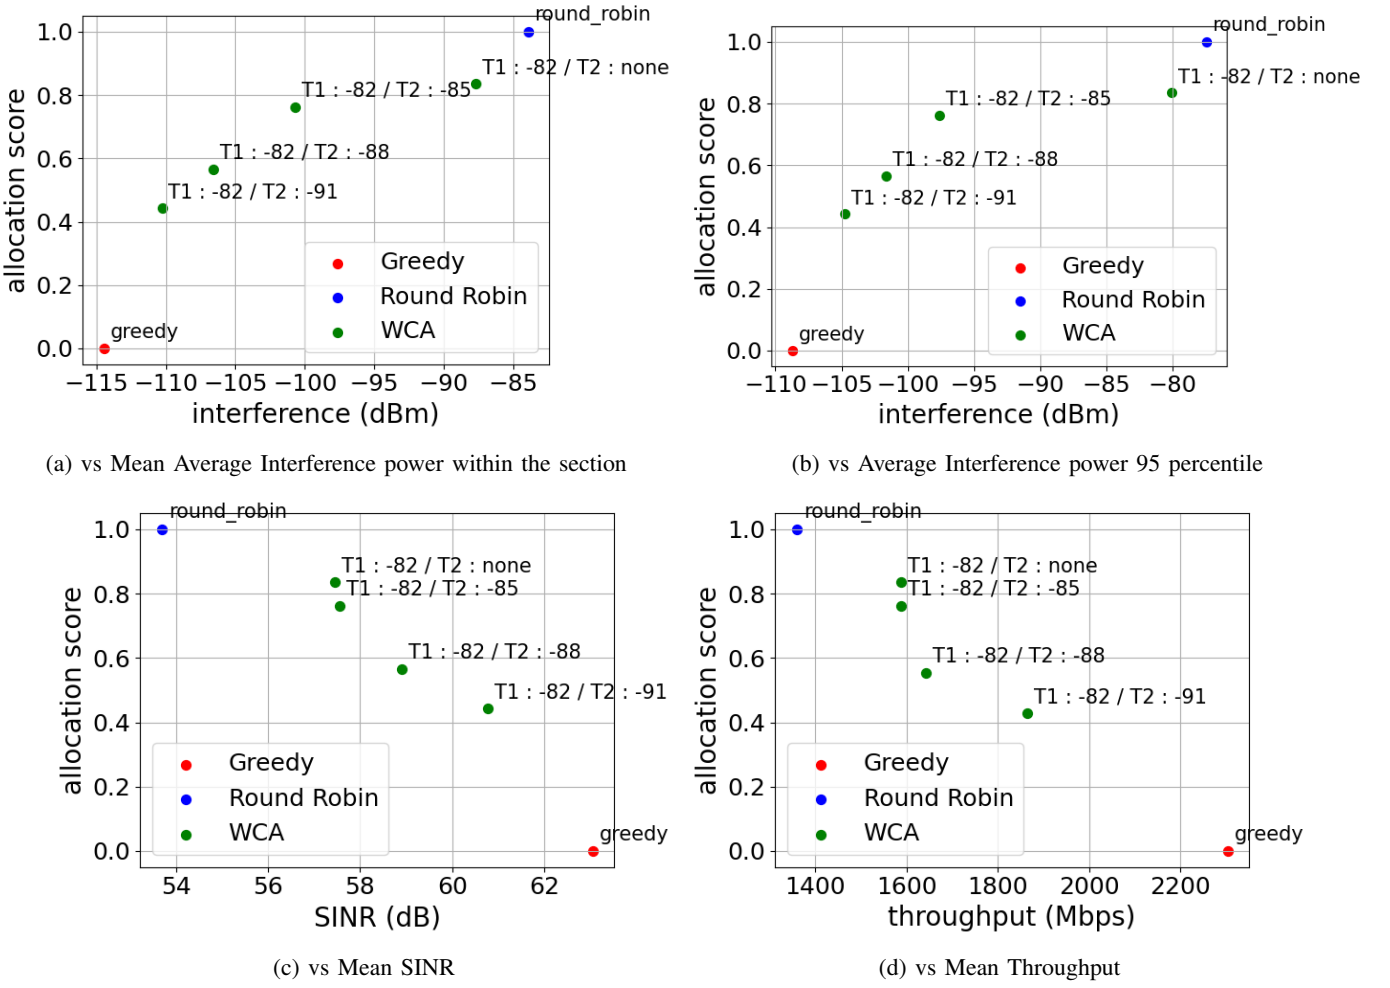 round_robin
T1 : -82 / T2 : none
T1 : -82 / T2 : -85
T1 : -82 / T2 : -88
T1 : -82 / T2 : -91
greedy
1.0
0.8
0.6
0.4
0.2
0.0
allocation score
Greedy
Round Robin
WCA
−115 −110 −105 −100 −95 −90 −85
interference (dBm)
(a) vs Mean Average Interference power within the section
round_robin
T1 : -82 / T2 : none
T1 : -82 / T2 : -85
T1 : -82 / T2 : -88
T1 : -82 / T2 : -91
greedy
1.0
0.8
0.6
0.4
0.2
0.0
allocation score
Greedy
Round Robin
WCA
−110 −105 −100 −95 −90 −85 −80
interference (dBm)
(b) vs Average Interference power 95 percentile
round_robin
T1 : -82 / T2 : none
T1 : -82 / T2 : -85
T1 : -82 / T2 : -88
T1 : -82 / T2 : -91
greedy
1.0
0.8
0.6
0.4
0.2
0.0
allocation score
Greedy
Round Robin
WCA
54 56 58 60 62
SINR (dB)
(c) vs Mean SINR
round_robin
T1 : -82 / T2 : none
T1 : -82 / T2 : -85
T1 : -82 / T2 : -88
T1 : -82 / T2 : -91
greedy
1.0
0.8
0.6
0.4
0.2
0.0
allocation score
Greedy
Round Robin
WCA
1400 1600 1800 2000 2200
throughput (Mbps)
(d) vs Mean Throughput